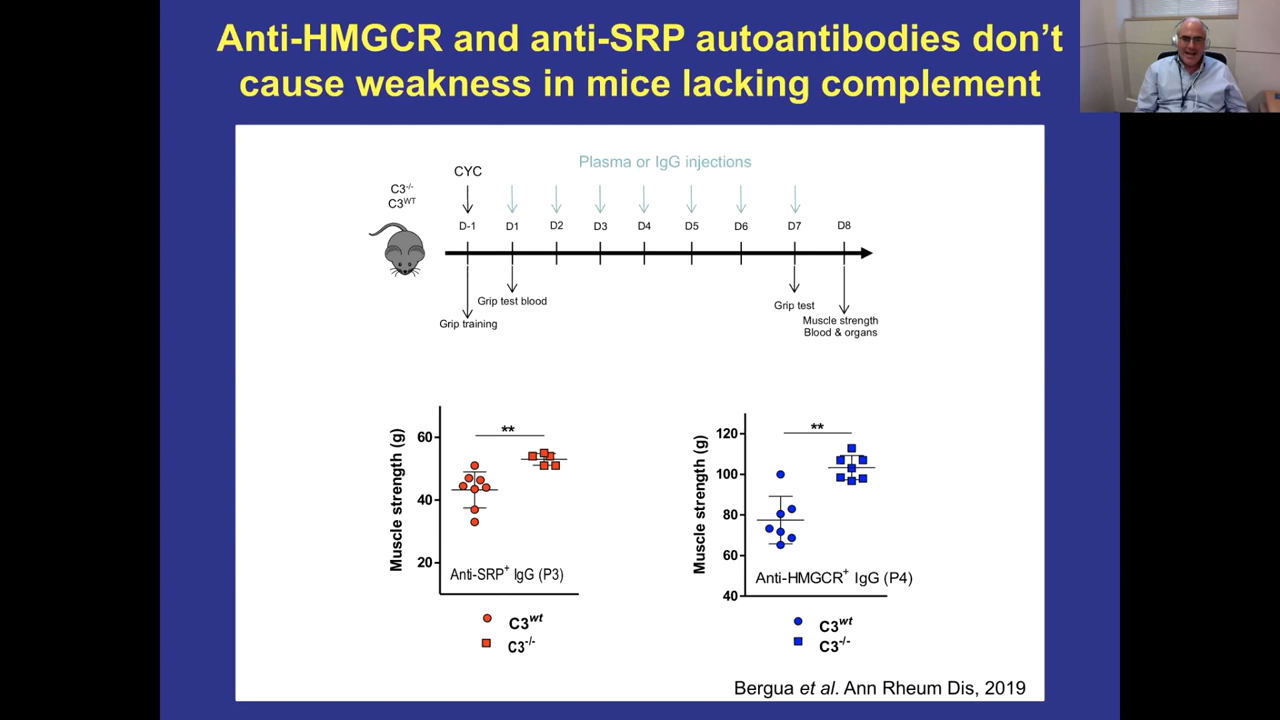 Anti-HMGCR and anti-SRP autoantibodies don’t
cause weakness in mice lacking complement
CYC
Plasma or IgG injections
C3-/-
C3WT
D-1 D1 D2 D3 D4 D5 D6 D7 D8
Grip test blood
Grip training
Grip test
Muscle strength
Blood & organs
Muscle strength (g)
60
40
20
**
Anti-SRP+ IgG (P3)
C3wt
C3-/-
Muscle strength (g)
120
100
80
60
40
**
Anti-HMGCR+ IgG (P4)
C3wt
C3-/-
Bergua et al. Ann Rheum Dis, 2019